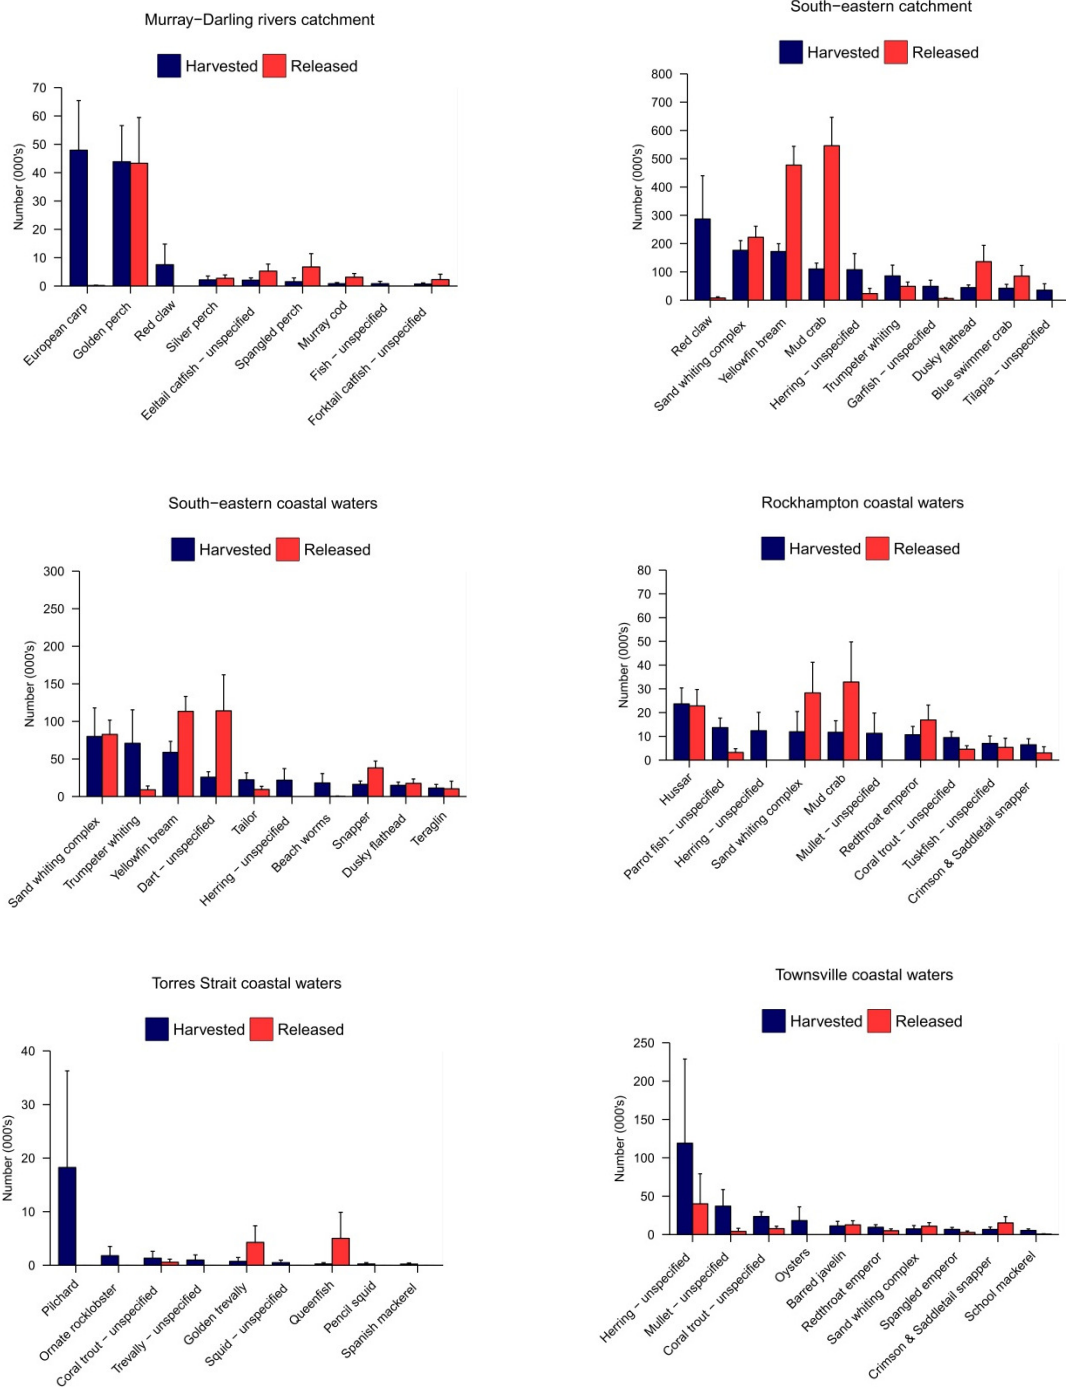 Murray−Darling rivers catchment
Harvested Released
Number (000's)
70
60
50
40
30
20
10
0
European carp
Golden perch
Red claw
Silver perch
Eeltail catfish − unspecified
Spangled perch
Murray cod
Fish − unspecified
Forktail catfish − unspecified
South−eastern catchment
Harvested Released
Number (000's)
800
700
600
500
400
300
200
100
0
Red claw
Sand whiting complex
Yellowfin bream
Mud crab
Herring − unspecified
Trumpeter whiting
Garfish − unspecified
Dusky flathead
Blue swimmer crab
Tilapia − unspecified
South−eastern coastal waters
Harvested Released
Number (000's)
300
250
200
150
100
50
0
Sand whiting complex
Trumpeter whiting
Yellowfin bream
Dart − unspecified
Tailor
Herring − unspecified
Beach worms
Snapper
Dusky flathead
Teraglin
Rockhampton coastal waters
Harvested Released
Number (000's)
80
70
60
50
40
30
20
10
0
Hussar
Parrot fish − unspecified
Herring − unspecified
Sand whiting complex
Mud crab
Mullet − unspecified
Redthroat emperor
Coral trout − unspecified
Tuskfish − unspecified
Crimson & Saddletail snapper
Torres Strait coastal waters
Harvested Released
Number (000's)
40
30
20
10
0
Pilchard
Ornate rocklobster
Coral trout − unspecified
Trevally − unspecified
Golden trevally
Squid − unspecified
Queenfish
Pencil squid
Spanish mackerel
Townsville coastal waters
Harvested Released
Number (000's)
250
200
150
100
50
0
Herring − unspecified
Mullet − unspecified
Coral trout − unspecified
Oysters
Barred javelin
Redthroat emperor
Sand whiting complex
Spangled emperor
Crimson & Saddletail snapper
School mackerel